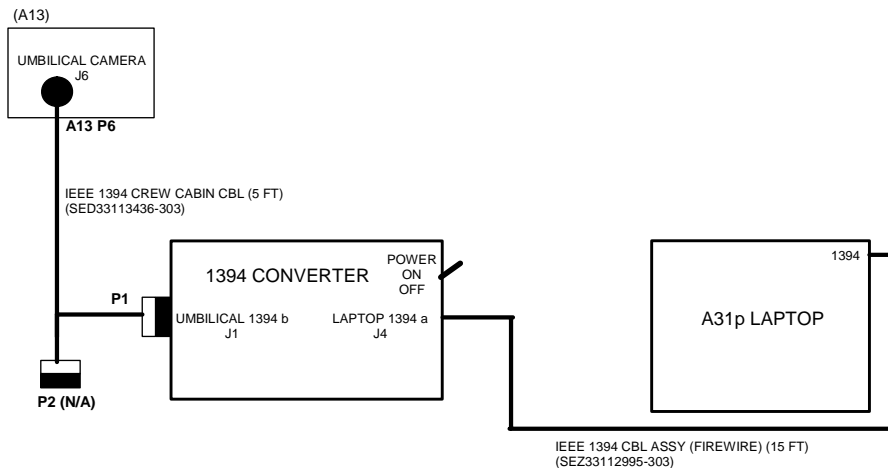 (A13)
UMBILICAL CAMERA
J6
A13 P6
IEEE 1394 CREW CABIN CBL (5 FT)
(SED33113436-303)
P1
P2 (N/A)
1394 CONVERTER
POWER
ON
OFF
UMBILICAL 1394 b
J1
LAPTOP 1394 a
J4
1394
A31p LAPTOP
IEEE 1394 CBL ASSY (FIREWIRE) (15 FT)
(SEZ33112995-303)